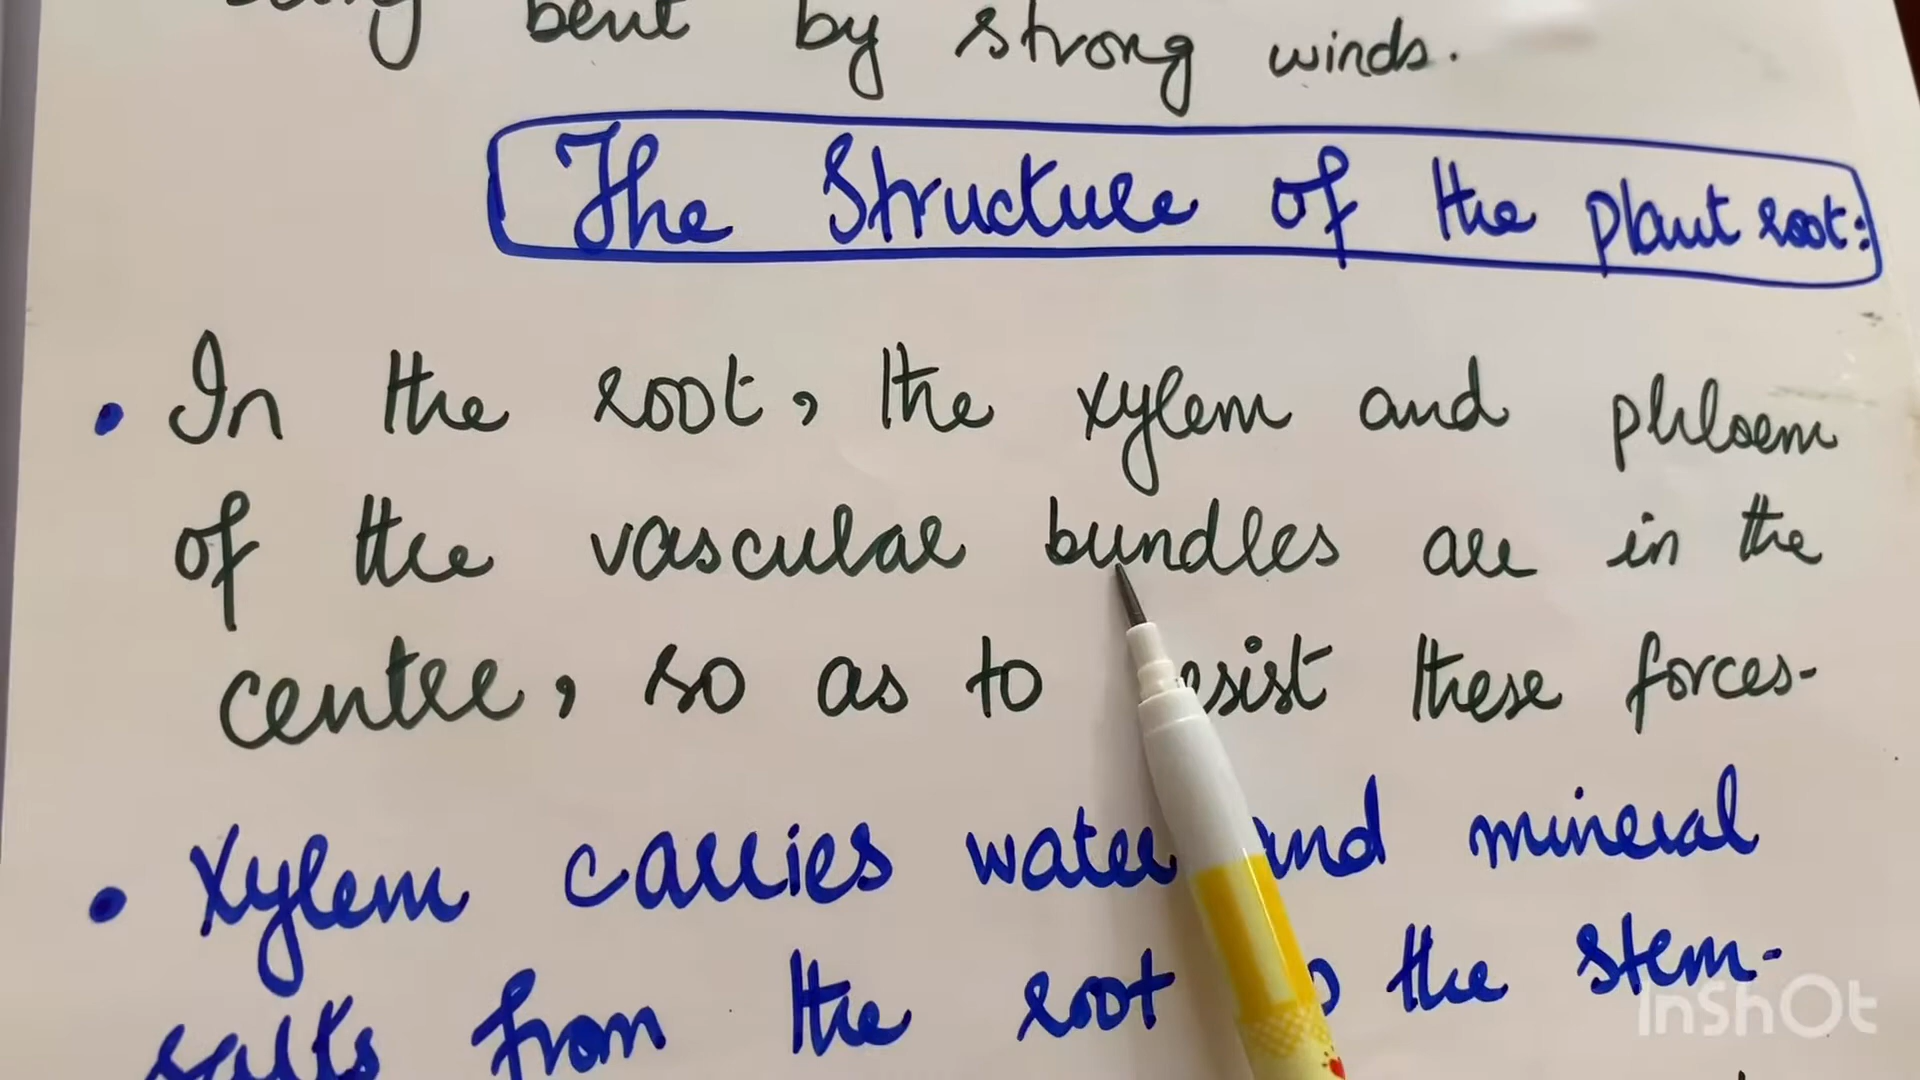 bent by strong winds.
The Structure of the plant root:
• In the root, the xylem and phloem
of the vascular bundles are in the
centre, so as to resist these forces.
• Xylem carries water and mineral
salts from the root to the stem.
InShOt